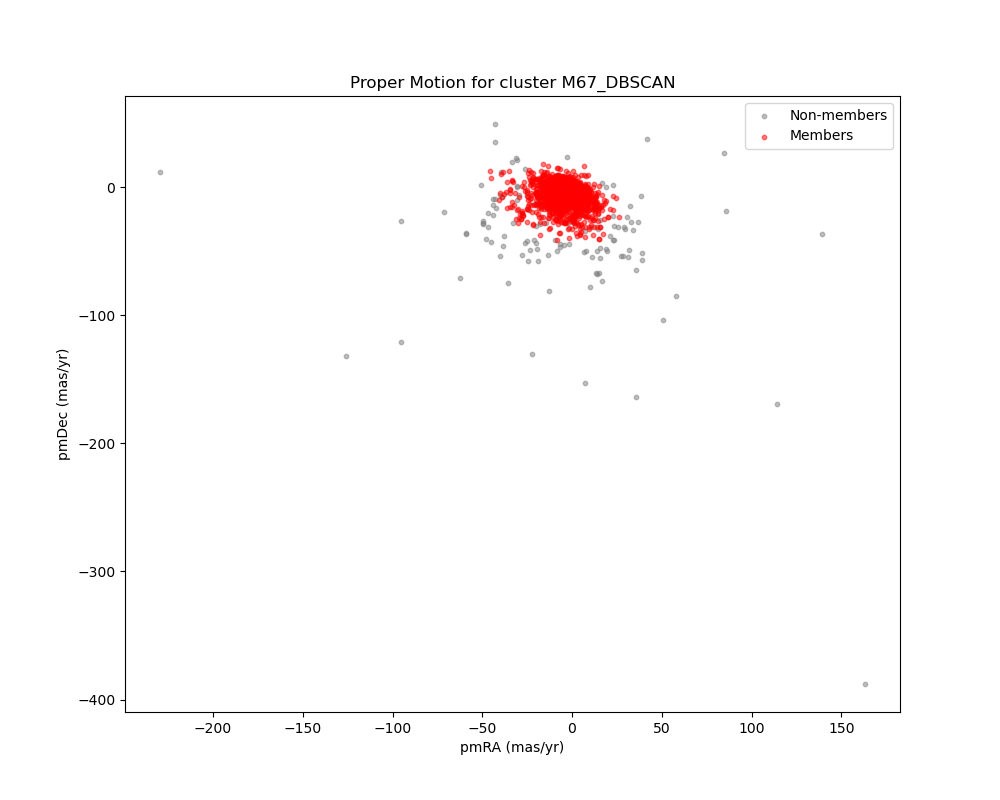 Proper Motion for cluster M67_DBSCAN
Non-members
Members
0
−100
−200
−300
−400
pmDec (mas/yr)
−200
−150
−100
−50
0
50
100
150
pmRA (mas/yr)